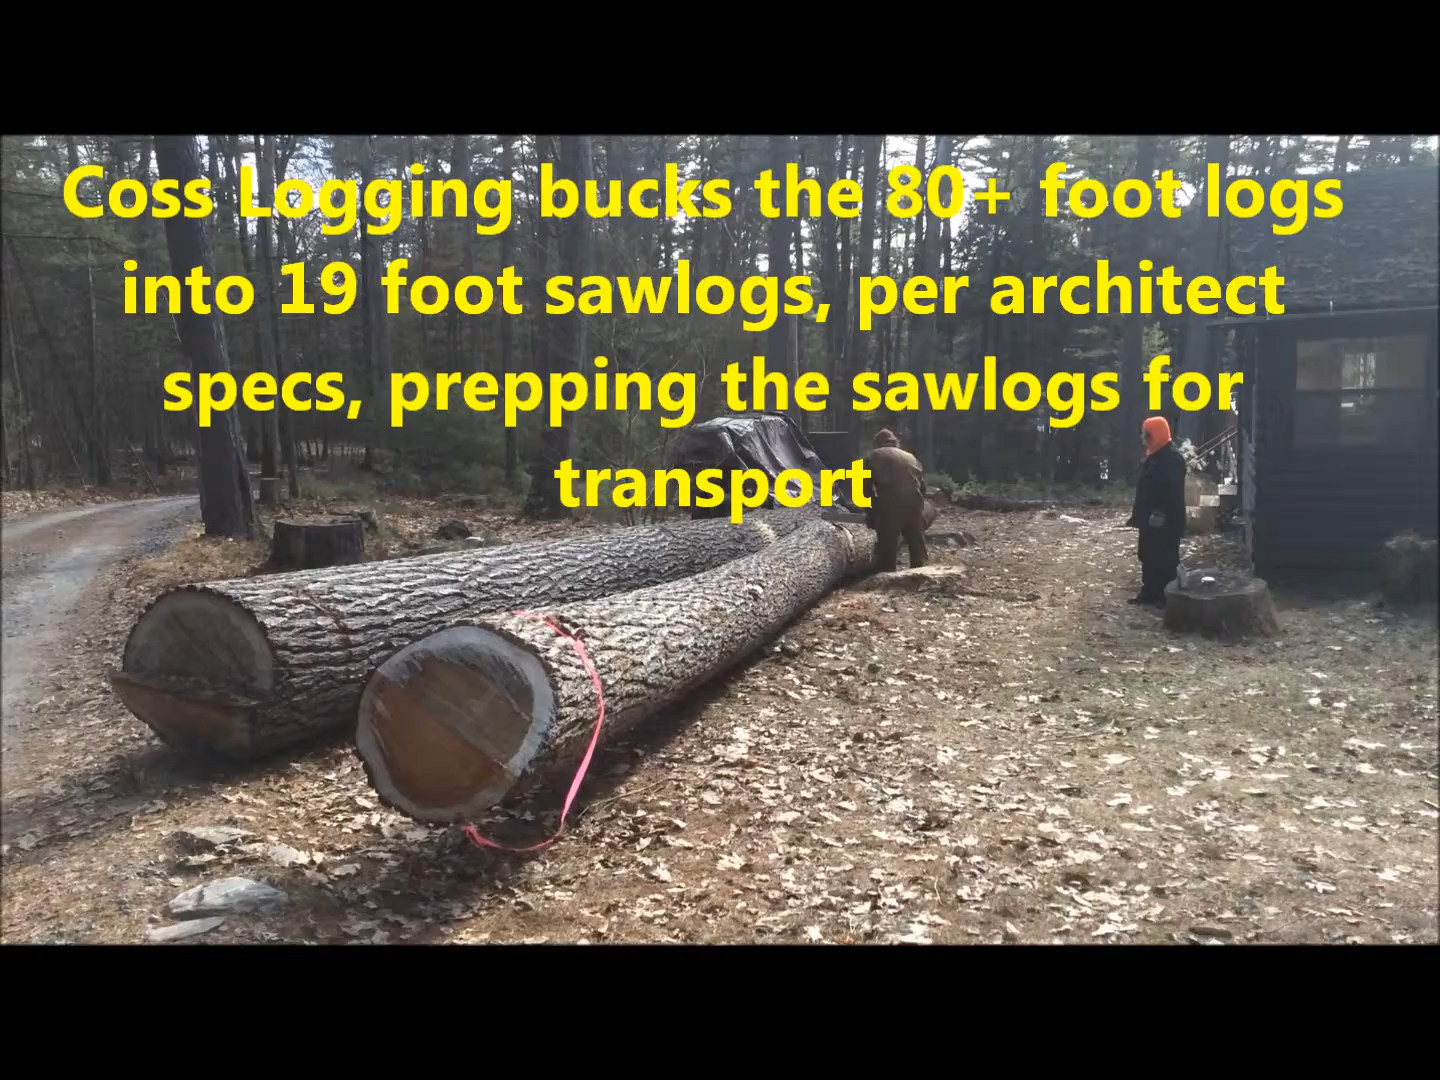 Coss Logging bucks the 80+ foot logs
into 19 foot sawlogs, per architect
specs, prepping the sawlogs for
transport